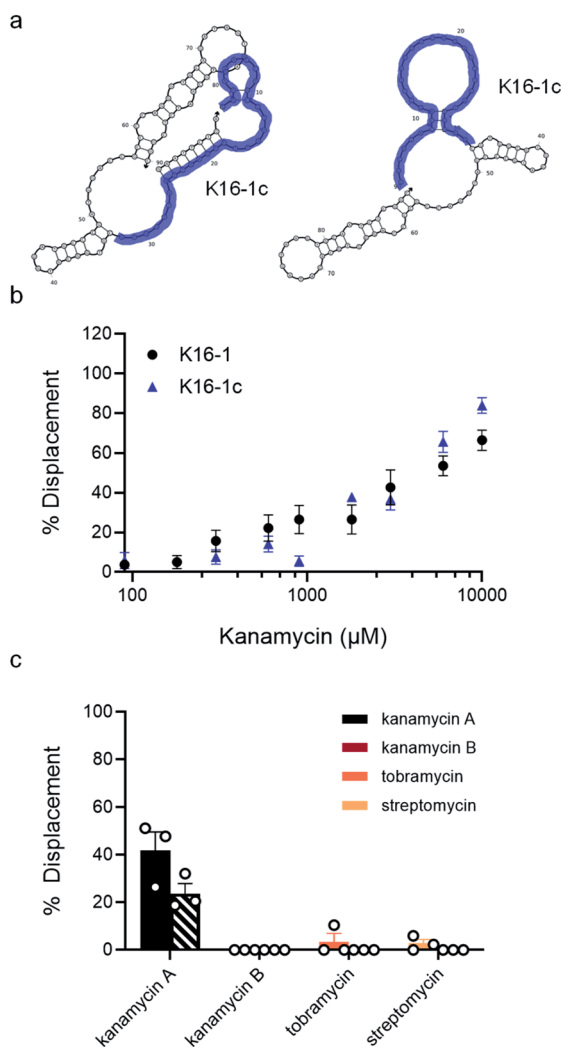 a
70
80
10
60
90
20
K16-1c
50
30
40
20
K16-1c
10
40
50
90
80
60
70
b
120
100
80
60
40
20
0
% Displacement
K16-1
K16-1c
100
1000
10000
Kanamycin (µM)
c
100
80
60
40
20
0
% Displacement
kanamycin A
kanamycin B
tobramycin
streptomycin
kanamycin A
kanamycin B
tobramycin
streptomycin